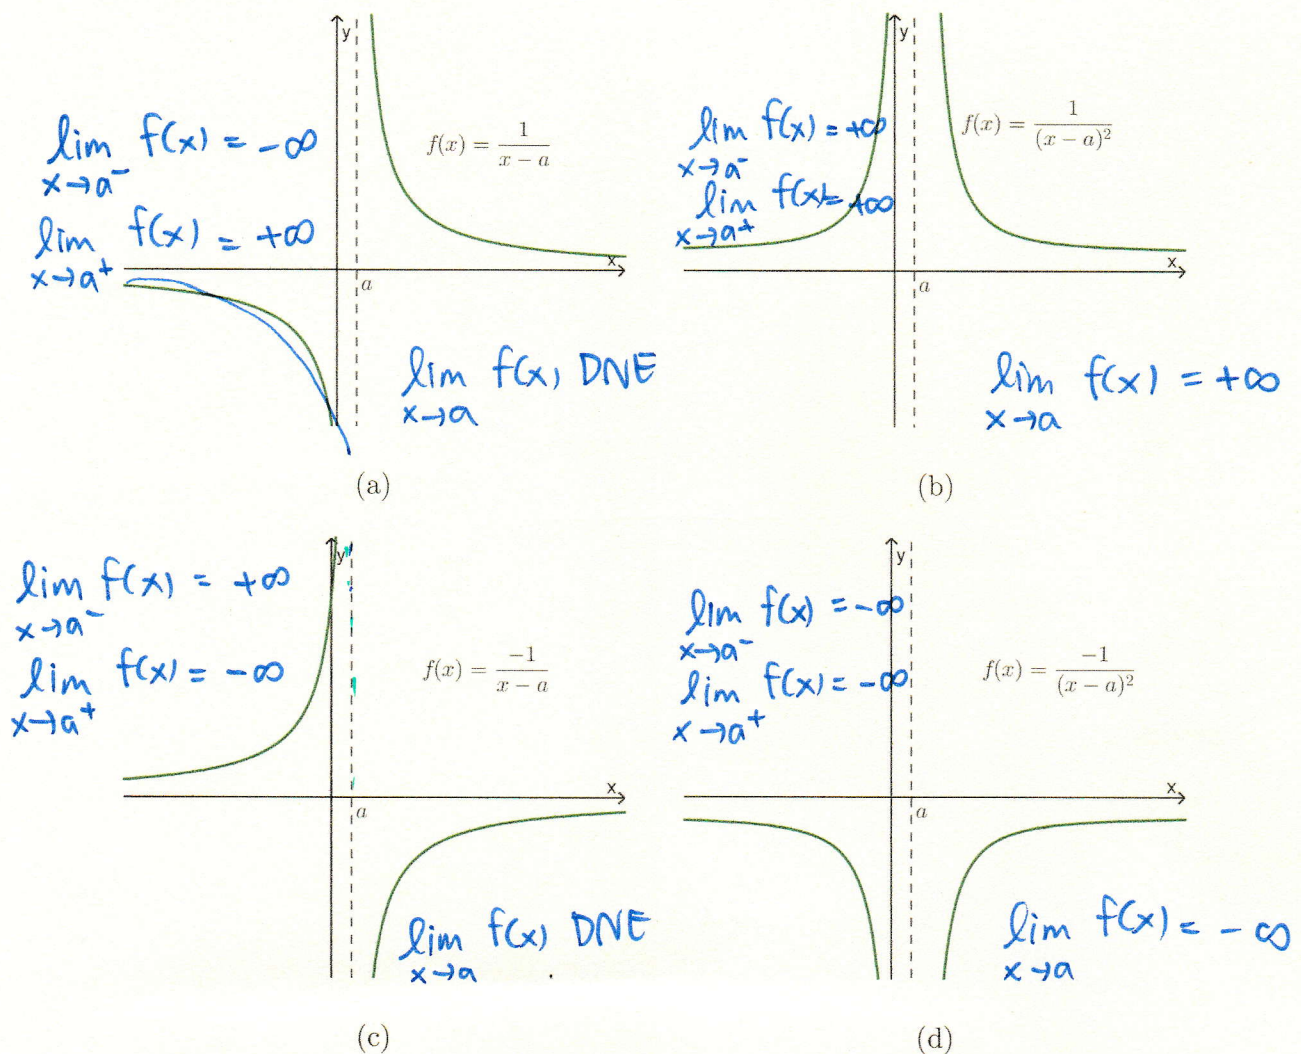 y
lim f(x) = -∞
x→a⁻
f(x) = 1/(x - a)
lim f(x) = +∞
x→a⁺
x
a
lim f(x) DNE
x→a
(a)
y
lim f(x) = +∞
x→a⁻
f(x) = 1/(x - a)²
lim f(x) = +∞
x→a⁺
x
a
lim f(x) = +∞
x→a
(b)
y
lim f(x) = +∞
x→a⁻
lim f(x) = -∞
x→a⁺
f(x) = -1/(x - a)
x
a
lim f(x) DNE
x→a
(c)
lim f(x) = -∞
x→a⁻
lim f(x) = -∞
x→a⁺
f(x) = -1/(x - a)²
y
x
a
lim f(x) = -∞
x→a
(d)